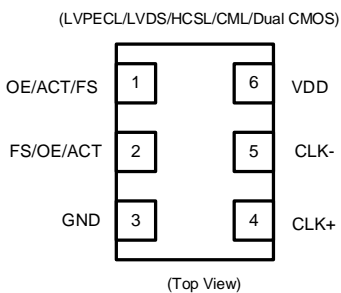 (LVPECL/LVDS/HCSL/CML/Dual CMOS)
OE/ACT/FS 1 6 VDD
FS/OE/ACT 2 5 CLK-
GND 3 4 CLK+
(Top View)